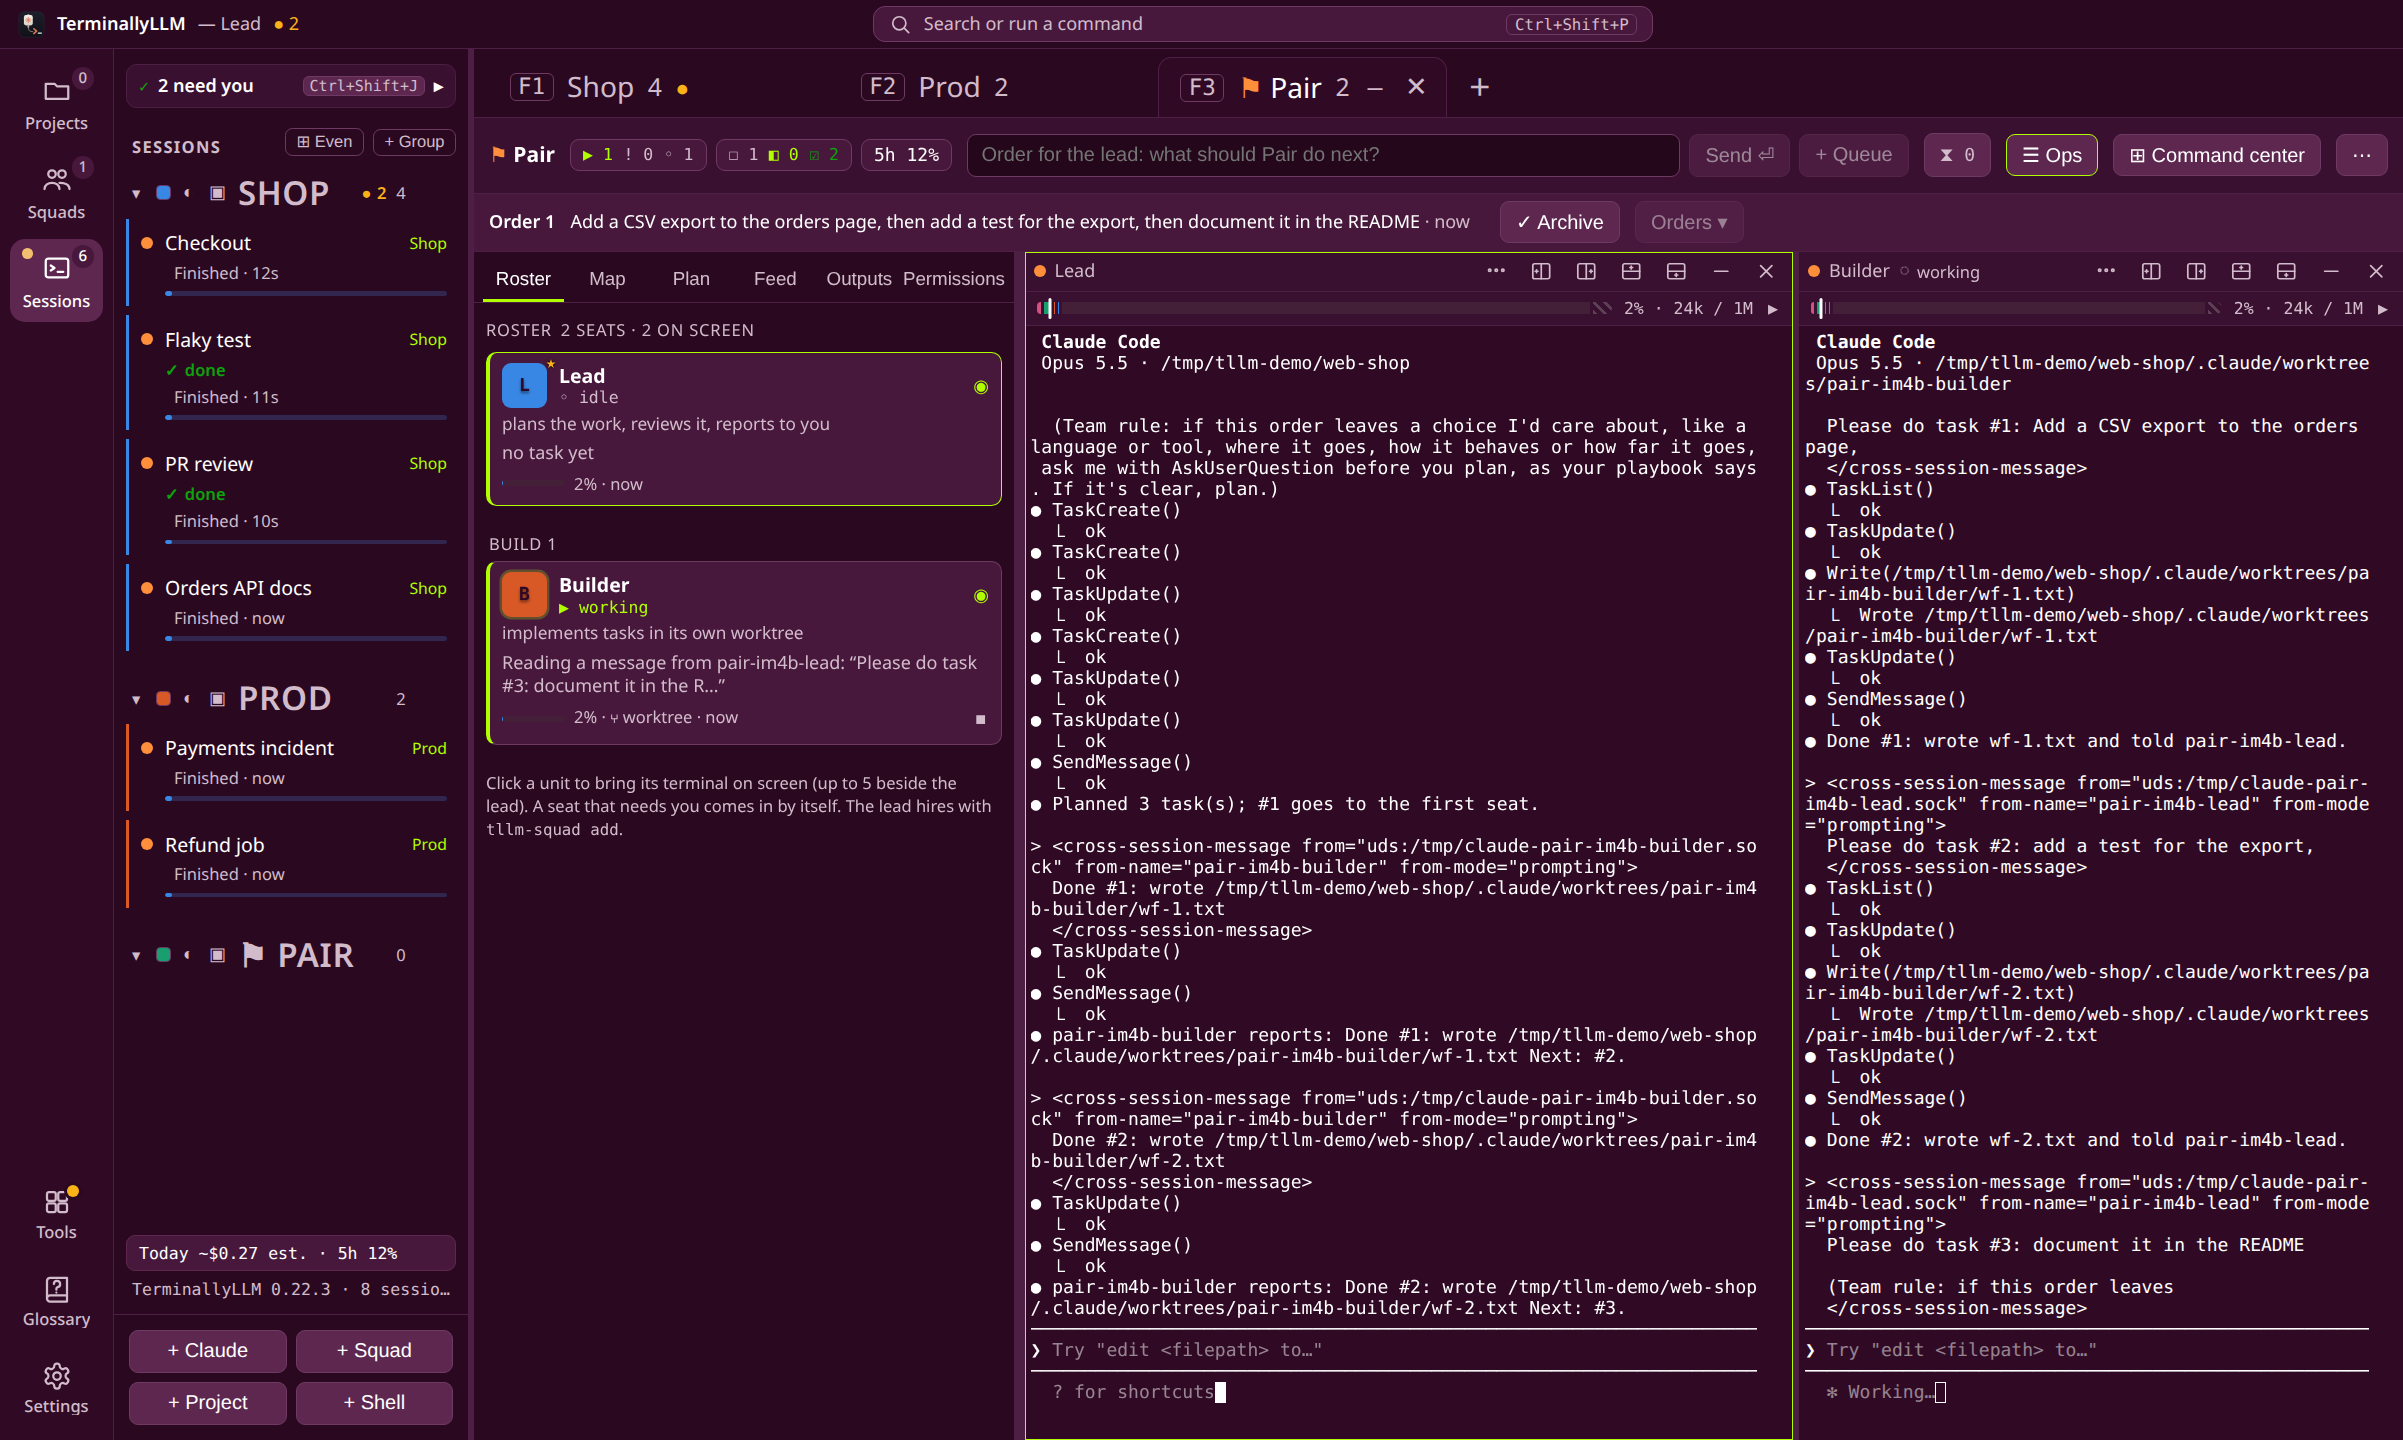 TerminallyLLM — Lead ● 2
Search or run a command Ctrl+Shift+P
0
Projects
1
Squads
6
Sessions
Tools
Glossary
Settings
✓ 2 need you Ctrl+Shift+J ▶
SESSIONS ⊞ Even + Group
▾ SHOP ● 2 4
Checkout Shop
Finished · 12s
Flaky test Shop
✓ done
Finished · 11s
PR review Shop
✓ done
Finished · 10s
Orders API docs Shop
Finished · now
▾ PROD 2
Payments incident Prod
Finished · now
Refund job Prod
Finished · now
▾ ⚑ PAIR 0
Today ~$0.27 est. · 5h 12%
TerminallyLLM 0.22.3 · 8 sessio…
+ Claude + Squad
+ Project + Shell
F1 Shop 4 ● F2 Prod 2 F3 ⚑ Pair 2 – ✕ +
⚑ Pair ▶ 1 ! 0 ◦ 1 ☐ 1 ◧ 0 ☑ 2 5h 12% Order for the lead: what should Pair do next? Send ⏎ + Queue ⧗ 0 ☰ Ops ⊞ Command center ⋯
Order 1 Add a CSV export to the orders page, then add a test for the export, then document it in the README · now ✓ Archive Orders ▾
Roster Map Plan Feed Outputs Permissions
ROSTER 2 SEATS · 2 ON SCREEN
L ★ Lead
◦ idle
plans the work, reviews it, reports to you
no task yet
2% · now
BUILD 1
B Builder
▶ working
implements tasks in its own worktree
Reading a message from pair-im4b-lead: “Please do task
#3: document it in the R…”
2% · ⑂ worktree · now
Click a unit to bring its terminal on screen (up to 5 beside the
lead). A seat that needs you comes in by itself. The lead hires with
tllm-squad add.
● Lead
2% · 24k / 1M ▶
Claude Code
Opus 5.5 · /tmp/tllm-demo/web-shop
(Team rule: if this order leaves a choice I'd care about, like a
language or tool, where it goes, how it behaves or how far it goes,
ask me with AskUserQuestion before you plan, as your playbook says
. If it's clear, plan.)
● TaskCreate()
└ ok
● TaskCreate()
└ ok
● TaskUpdate()
└ ok
● TaskCreate()
└ ok
● TaskUpdate()
└ ok
● TaskUpdate()
└ ok
● SendMessage()
└ ok
● Planned 3 task(s); #1 goes to the first seat.
> <cross-session-message from="uds:/tmp/claude-pair-im4b-builder.so
ck" from-name="pair-im4b-builder" from-mode="prompting">
Done #1: wrote /tmp/tllm-demo/web-shop/.claude/worktrees/pair-im4
b-builder/wf-1.txt
</cross-session-message>
● TaskUpdate()
└ ok
● SendMessage()
└ ok
● pair-im4b-builder reports: Done #1: wrote /tmp/tllm-demo/web-shop
/.claude/worktrees/pair-im4b-builder/wf-1.txt Next: #2.
> <cross-session-message from="uds:/tmp/claude-pair-im4b-builder.so
ck" from-name="pair-im4b-builder" from-mode="prompting">
Done #2: wrote /tmp/tllm-demo/web-shop/.claude/worktrees/pair-im4
b-builder/wf-2.txt
</cross-session-message>
● TaskUpdate()
└ ok
● SendMessage()
└ ok
● pair-im4b-builder reports: Done #2: wrote /tmp/tllm-demo/web-shop
/.claude/worktrees/pair-im4b-builder/wf-2.txt Next: #3.
❯ Try "edit <filepath> to…"
? for shortcuts
● Builder ○ working
2% · 24k / 1M ▶
Claude Code
Opus 5.5 · /tmp/tllm-demo/web-shop/.claude/worktree
s/pair-im4b-builder
Please do task #1: Add a CSV export to the orders
page,
</cross-session-message>
● TaskList()
└ ok
● TaskUpdate()
└ ok
● Write(/tmp/tllm-demo/web-shop/.claude/worktrees/pa
ir-im4b-builder/wf-1.txt)
└ Wrote /tmp/tllm-demo/web-shop/.claude/worktrees
/pair-im4b-builder/wf-1.txt
● TaskUpdate()
└ ok
● SendMessage()
└ ok
● Done #1: wrote wf-1.txt and told pair-im4b-lead.
> <cross-session-message from="uds:/tmp/claude-pair-
im4b-lead.sock" from-name="pair-im4b-lead" from-mode
="prompting">
Please do task #2: add a test for the export,
</cross-session-message>
● TaskList()
└ ok
● TaskUpdate()
└ ok
● Write(/tmp/tllm-demo/web-shop/.claude/worktrees/pa
ir-im4b-builder/wf-2.txt)
└ Wrote /tmp/tllm-demo/web-shop/.claude/worktrees
/pair-im4b-builder/wf-2.txt
● TaskUpdate()
└ ok
● SendMessage()
└ ok
● Done #2: wrote wf-2.txt and told pair-im4b-lead.
> <cross-session-message from="uds:/tmp/claude-pair-
im4b-lead.sock" from-name="pair-im4b-lead" from-mode
="prompting">
Please do task #3: document it in the README
(Team rule: if this order leaves
</cross-session-message>
❯ Try "edit <filepath> to…"
✻ Working…